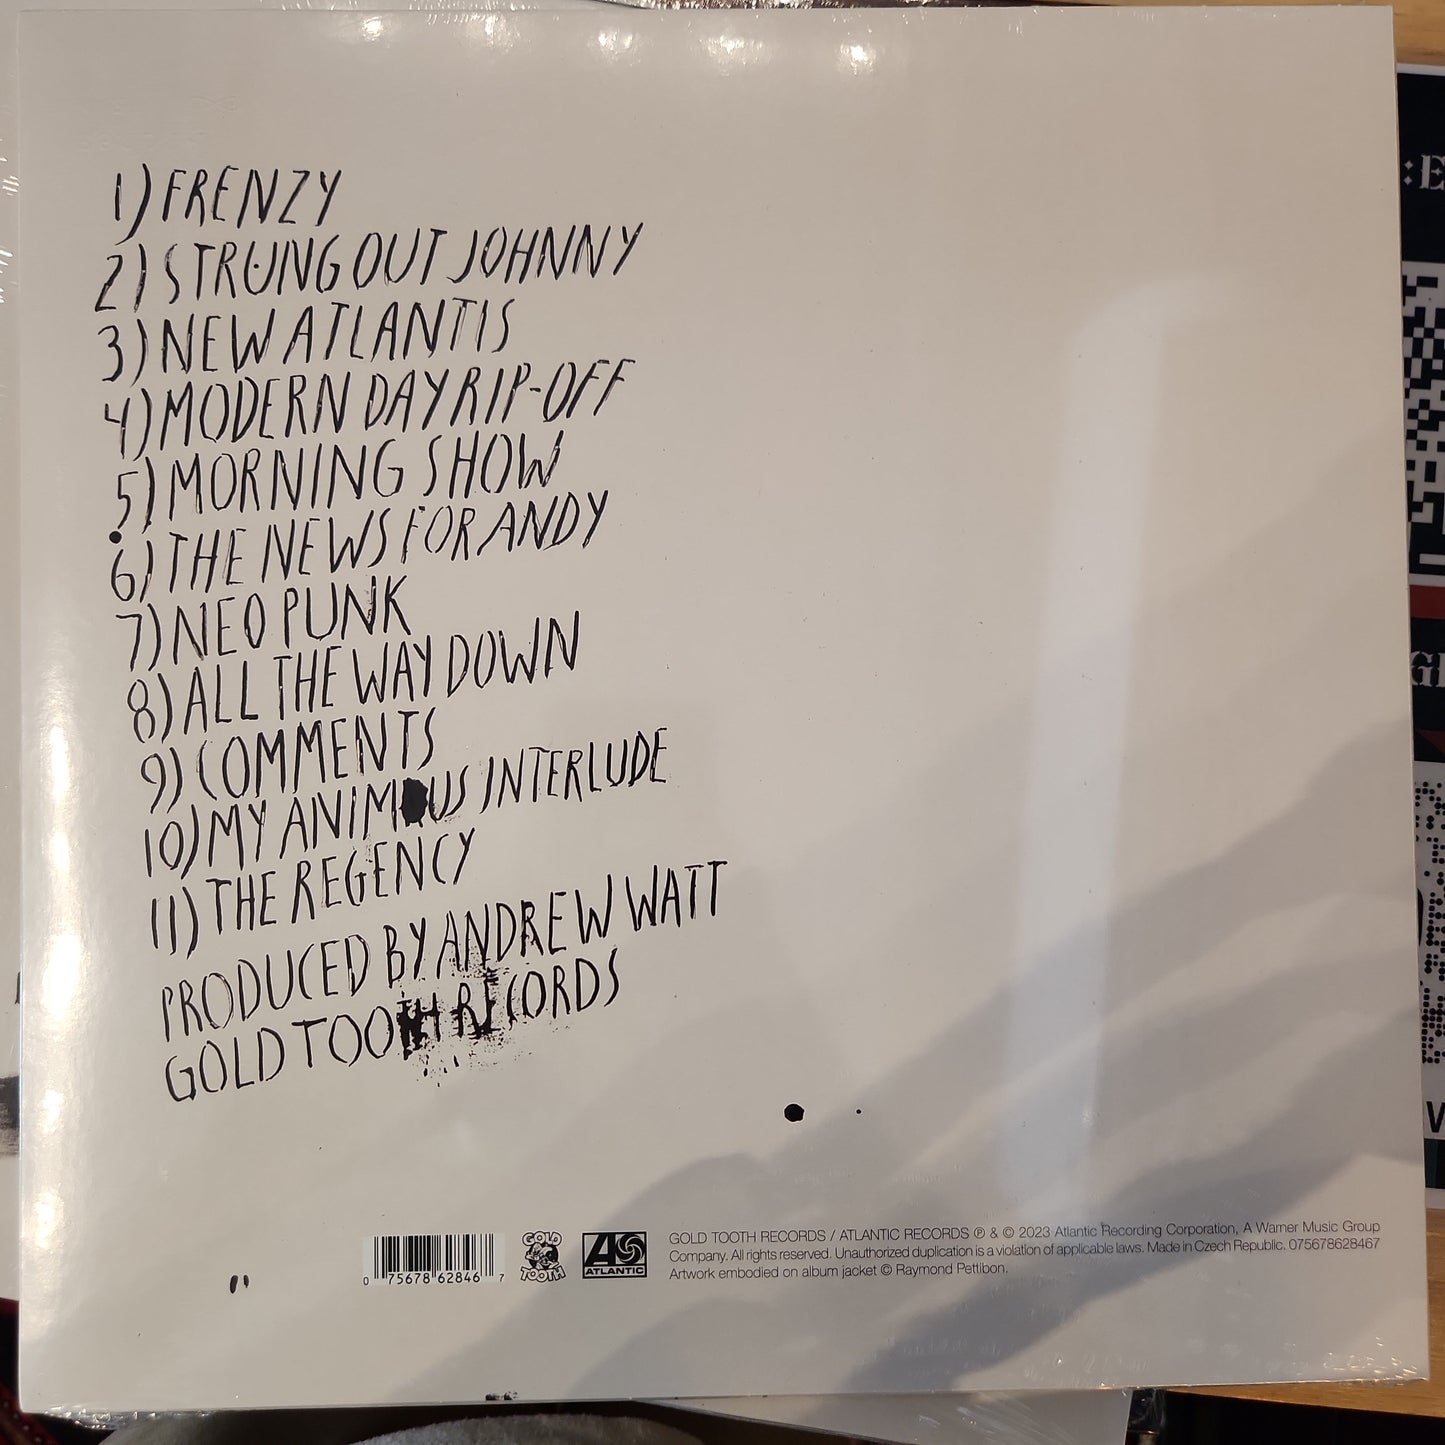 1) FRENZY
2) STRUNG OUT JOHNNY
3) NEW ATLANTIS
4) MODERN DAY RIP-OFF
5) MORNING SHOW
6) THE NEWS FOR ANDY
7) NEO PUNK
8) ALL THE WAY DOWN
9) COMMENTS
10) MY ANIMUS INTERLUDE
11) THE REGENCY
PRODUCED BY ANDREW WATT
GOLD TOOTH RECORDS
0 75678 62846 7
GOLD TOOTH
ATLANTIC
GOLD TOOTH RECORDS / ATLANTIC RECORDS ℗ & © 2023 Atlantic Recording Corporation, A Warner Music Group
Company. All rights reserved. Unauthorized duplication is a violation of applicable laws. Made in Czech Republic. 075678628467
Artwork embodied on album jacket © Raymond Pettibon.